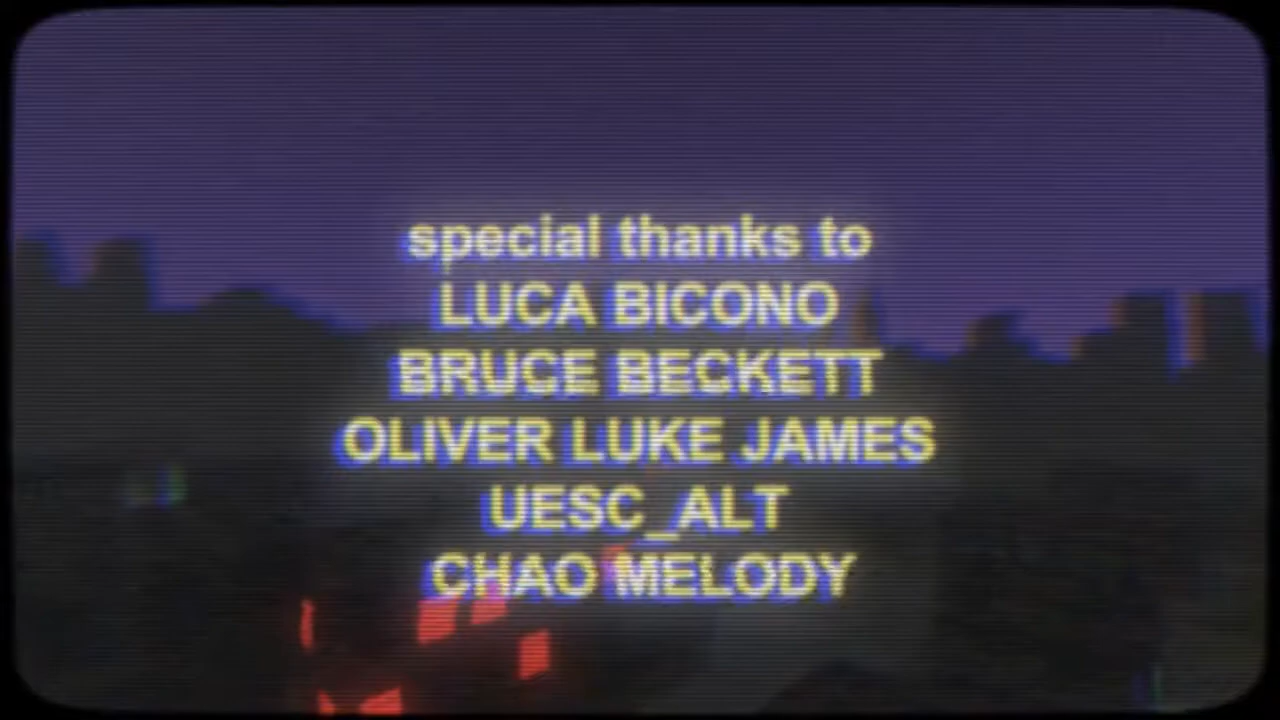 special thanks to
LUCA BICONO
BRUCE BECKETT
OLIVER LUKE JAMES
UESC_ALT
CHAO MELODY